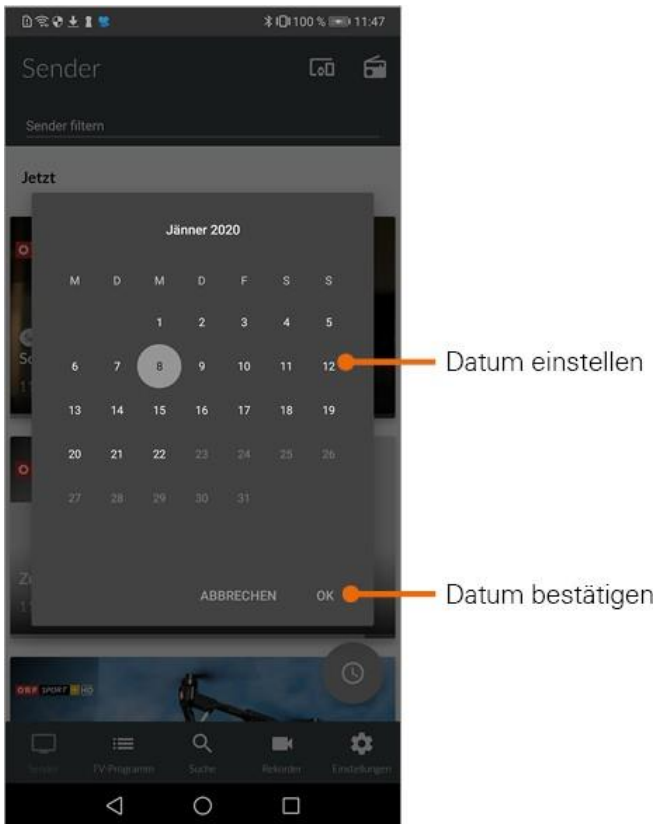 100 % 11:47
Sender
Sender filtern
Jetzt
Jänner 2020
M D M D F S S
1 2 3 4 5
6 7 8 9 10 11 12
Datum einstellen
13 14 15 16 17 18 19
20 21 22 23 24 25 26
27 28 29 30 31
ABBRECHEN OK
Datum bestätigen
ORF SPORT + HD
Sender TV-Programm Suche Rekorder Einstellungen